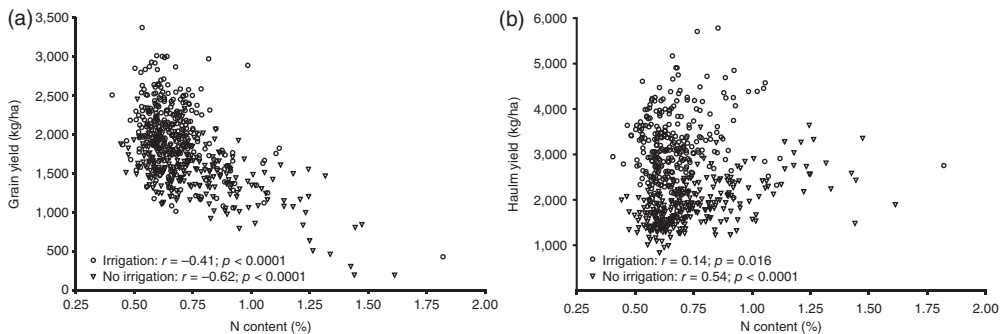 (a)
3,500
3,000
2,500
2,000
1,500
1,000
500
0
Grain yield (kg/ha)
Irrigation: r = −0.41; p < 0.0001
No irrigation: r = −0.62; p < 0.0001
0.25 0.50 0.75 1.00 1.25 1.50 1.75 2.00
N content (%)
(b)
6,000
5,000
4,000
3,000
2,000
1,000
Haulm yield (kg/ha)
Irrigation: r = 0.14; p = 0.016
No irrigation: r = 0.54; p < 0.0001
0.25 0.50 0.75 1.00 1.25 1.50 1.75 2.00
N content (%)